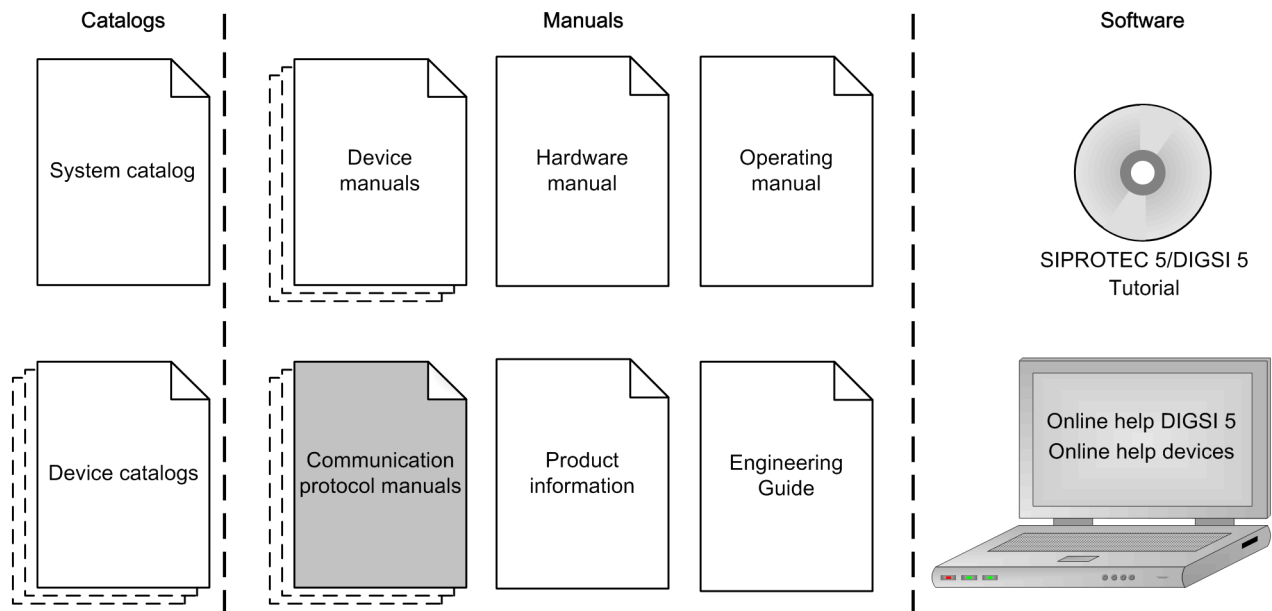 Catalogs
Manuals
Software
System catalog
Device
manuals
Hardware
manual
Operating
manual
SIPROTEC 5/DIGSI 5
Tutorial
Device catalogs
Communication
protocol manuals
Product
information
Engineering
Guide
Online help DIGSI 5
Online help devices